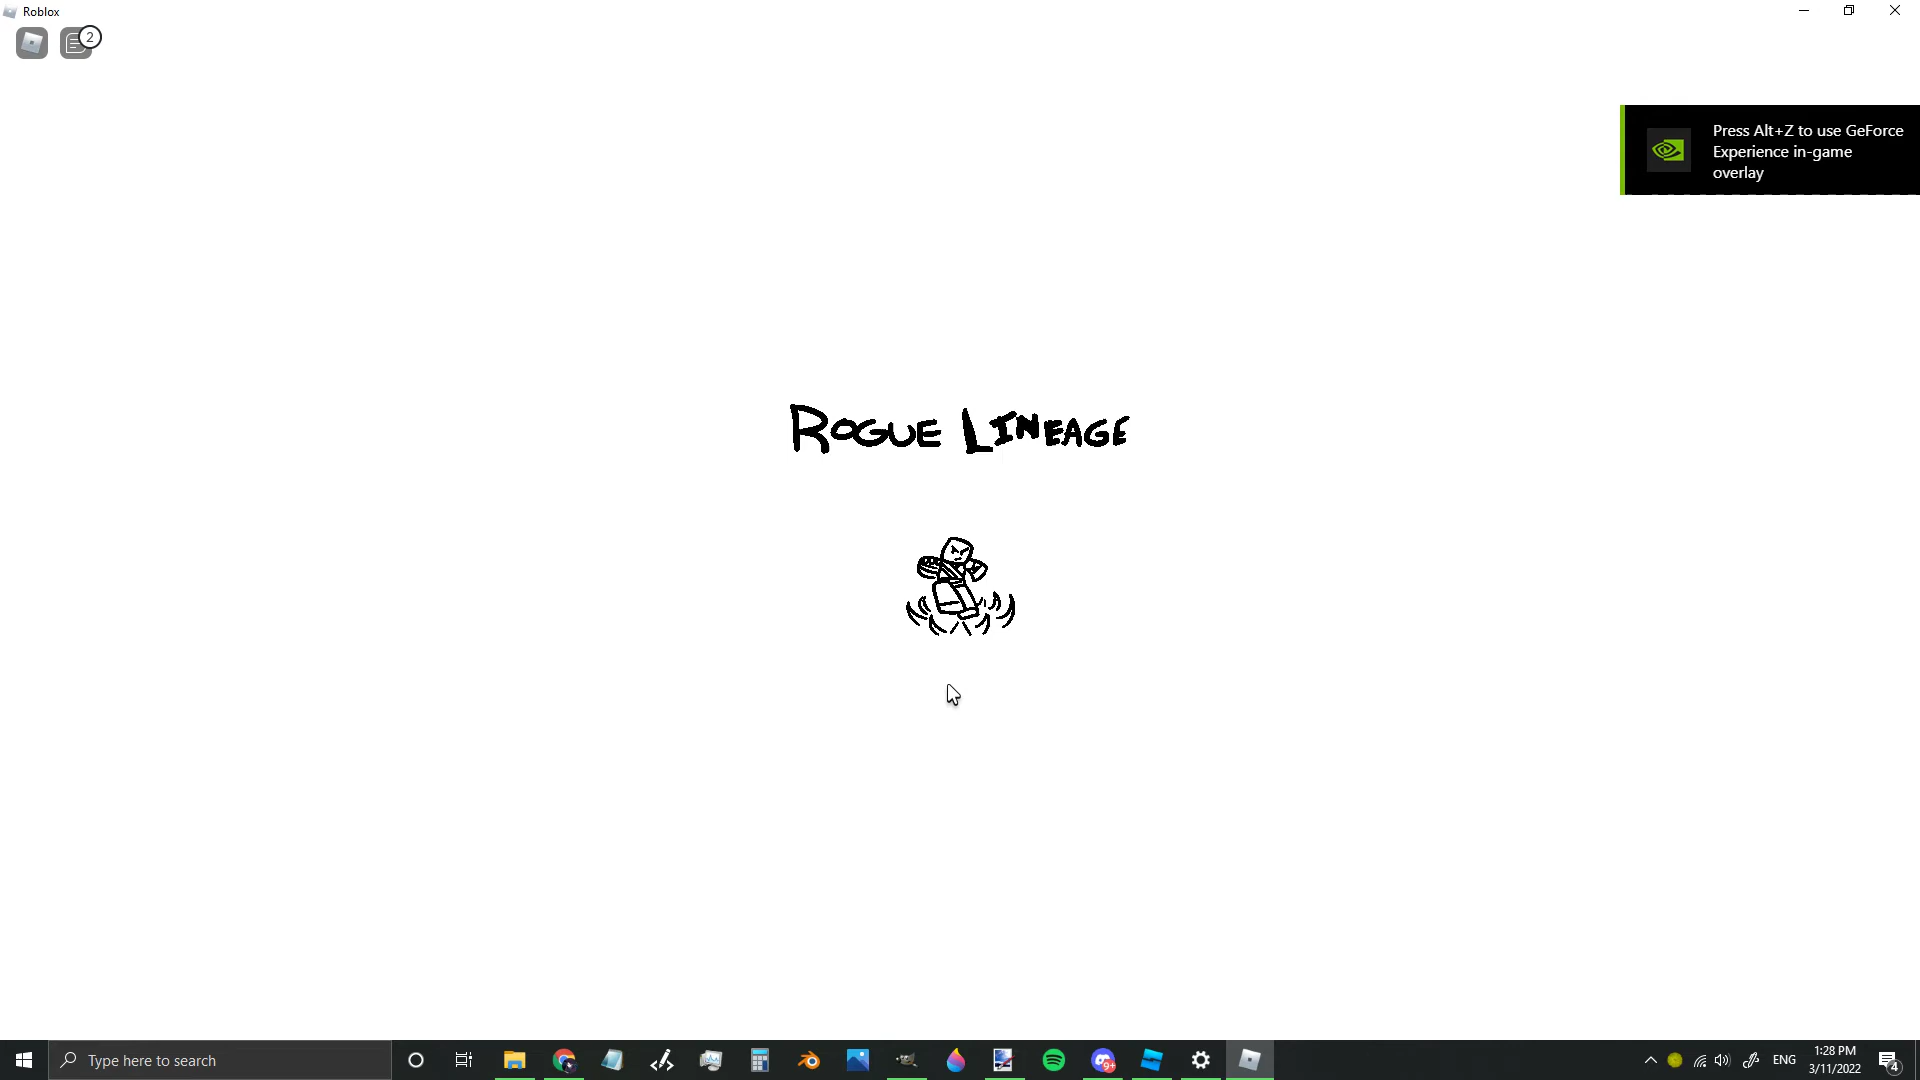 Roblox
2
Press Alt+Z to use GeForce
Experience in-game
overlay
ROGUE LINEAGE
Type here to search
9+
ENG
1:28 PM
3/11/2022
4